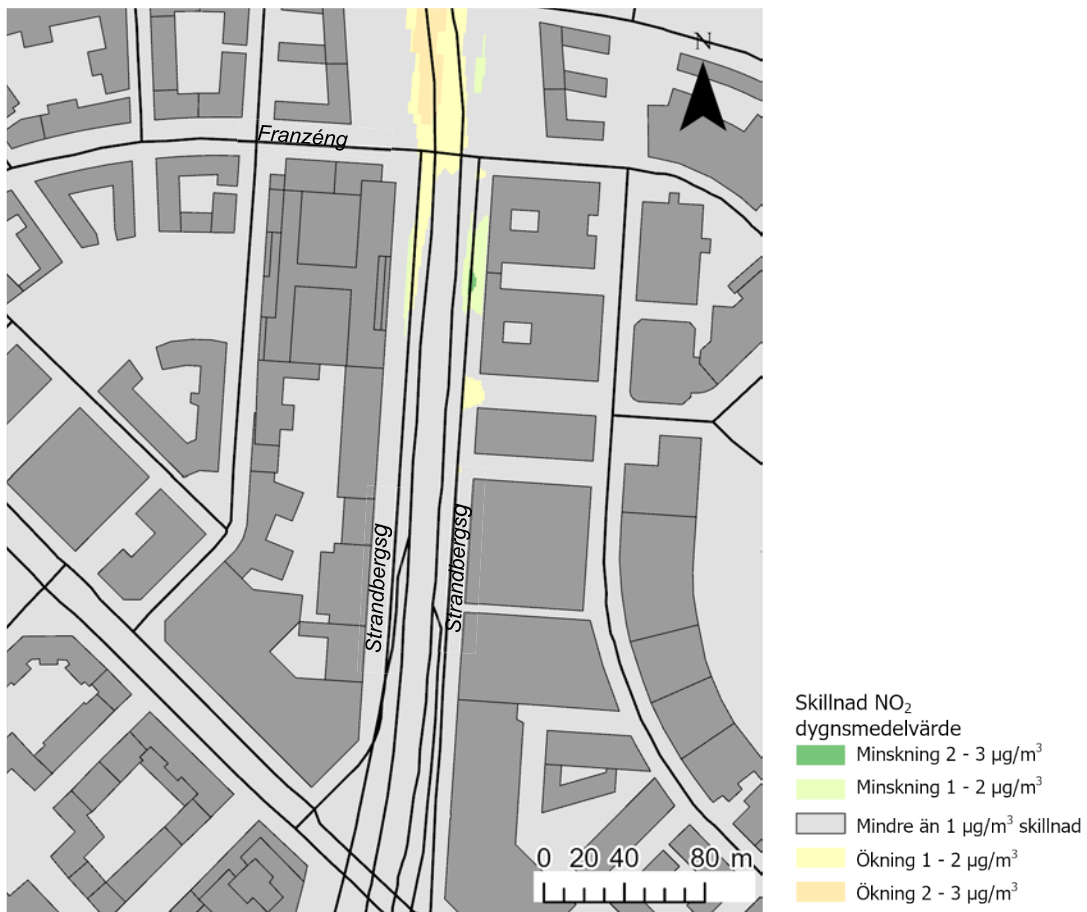 N
Franzéng
Strandbergsg
Strandbergsg
Skillnad NO₂
dygnsmedelvärde
Minskning 2 - 3 µg/m³
Minskning 1 - 2 µg/m³
Mindre än 1 µg/m³ skillnad
Ökning 1 - 2 µg/m³
Ökning 2 - 3 µg/m³
0 20 40 80 m